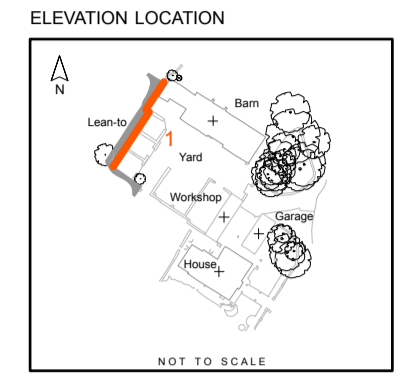 ELEVATION LOCATION
N
Barn
Lean-to
1
Yard
Workshop
Garage
House
NOT TO SCALE